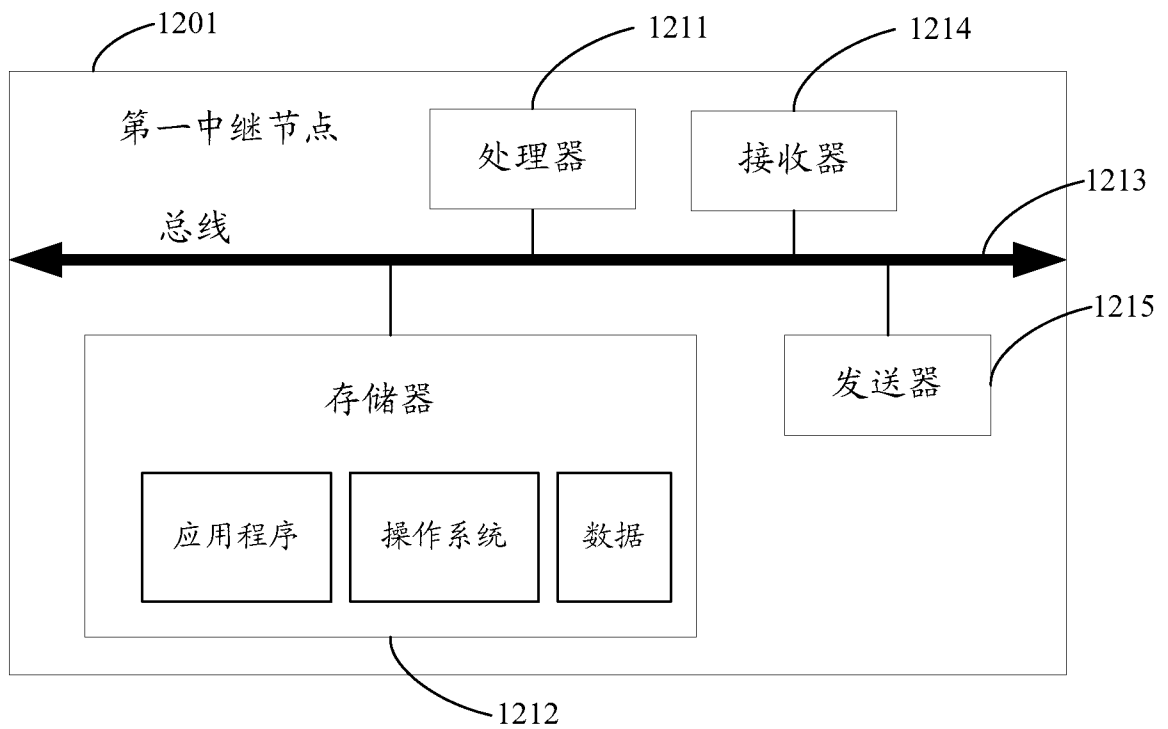 1201
1211
1214
第一中继节点
处理器
接收器
1213
总线
1215
存储器
发送器
应用程序
操作系统
数据
1212